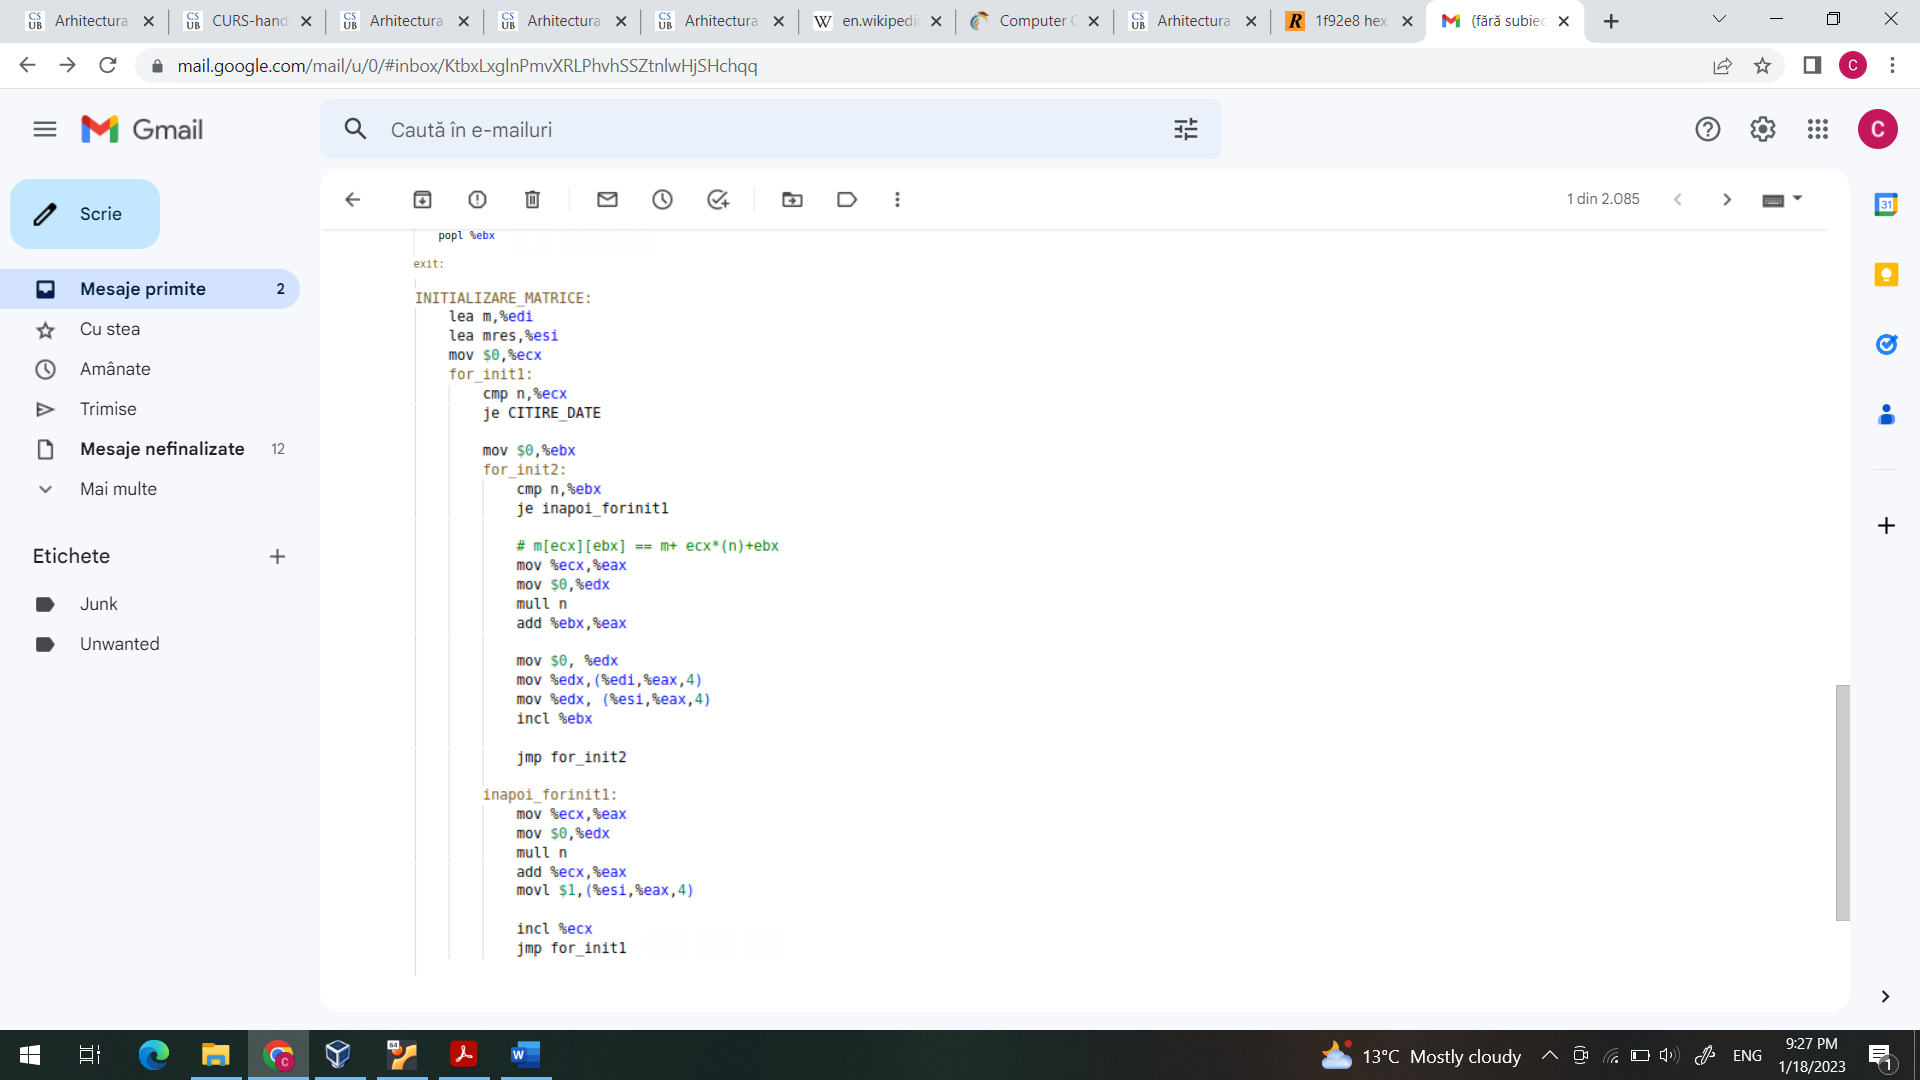 Arhitectura
CURS-hand
Arhitectura
Arhitectura
Arhitectura
en.wikipedi
Computer
Arhitectura
1f92e8 hex
(fără subiec
mail.google.com/mail/u/0/#inbox/KtbxLxglnPmvXRLPhvhSSZtnlwHjSHchqq
Gmail
Caută în e-mailuri
Scrie
1 din 2.085
Mesaje primite 2
Cu stea
Amânate
Trimise
Mesaje nefinalizate 12
Mai multe
Etichete
Junk
Unwanted
popl %ebx
exit:
INITIALIZARE_MATRICE:
lea m,%edi
lea mres,%esi
mov $0,%ecx
for_init1:
cmp n,%ecx
je CITIRE_DATE
mov $0,%ebx
for_init2:
cmp n,%ebx
je inapoi_forinit1
# m[ecx][ebx] == m+ ecx*(n)+ebx
mov %ecx,%eax
mov $0,%edx
mull n
add %ebx,%eax
mov $0, %edx
mov %edx,(%edi,%eax,4)
mov %edx, (%esi,%eax,4)
incl %ebx
jmp for_init2
inapoi_forinit1:
mov %ecx,%eax
mov $0,%edx
mull n
add %ecx,%eax
movl $1,(%esi,%eax,4)
incl %ecx
jmp for_init1
13°C Mostly cloudy
ENG
9:27 PM
1/18/2023